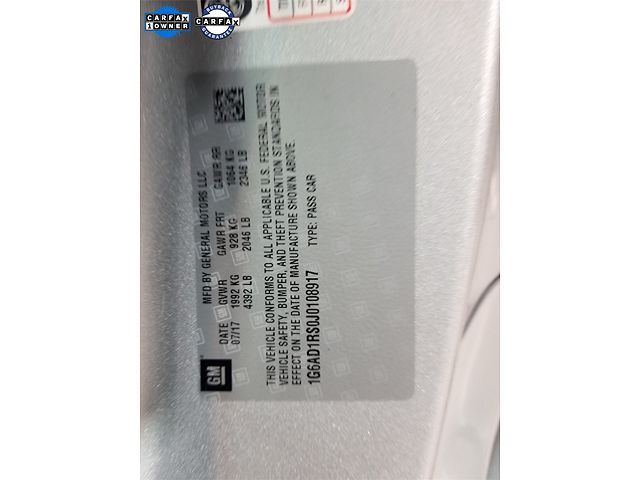 CARFAX
1 OWNER
BUYBACK
CARFAX
GUARANTEE
GM
MFD BY GENERAL MOTORS LLC
DATE GVWR GAWR FRT GAWR RR
07/17 1992 KG 928 KG 1064 KG
4392 LB 2046 LB 2346 LB
THIS VEHICLE CONFORMS TO ALL APPLICABLE U.S. FEDERAL MOTOR
VEHICLE SAFETY, BUMPER, AND THEFT PREVENTION STANDARDS IN
EFFECT ON THE DATE OF MANUFACTURE SHOWN ABOVE.
1G6AD1RS0J0108917 TYPE: PASS CAR